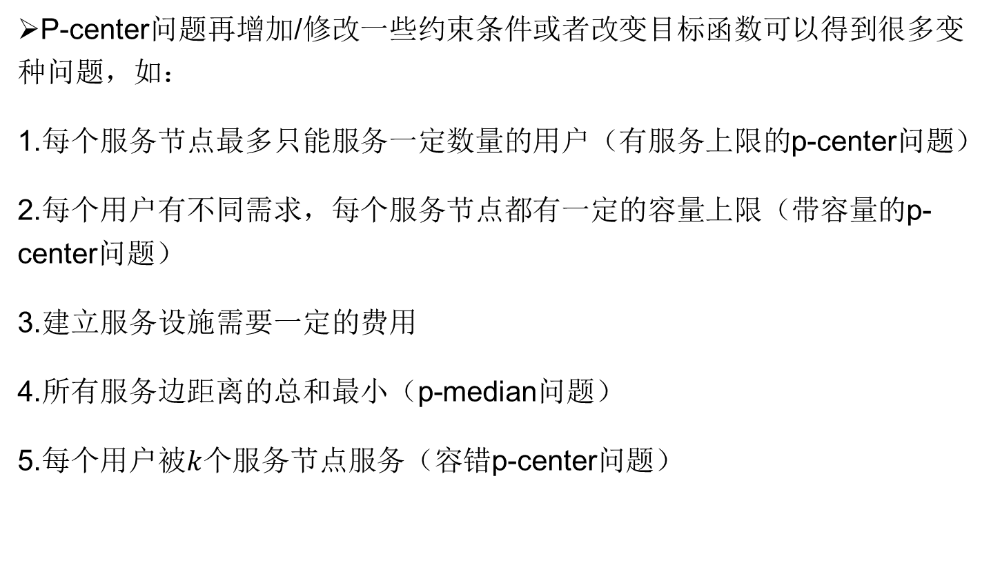 ➢P-center问题再增加/修改一些约束条件或者改变目标函数可以得到很多变
种问题，如：
1.每个服务节点最多只能服务一定数量的用户（有服务上限的p-center问题）
2.每个用户有不同需求，每个服务节点都有一定的容量上限（带容量的p-
center问题）
3.建立服务设施需要一定的费用
4.所有服务边距离的总和最小（p-median问题）
5.每个用户被k个服务节点服务（容错p-center问题）